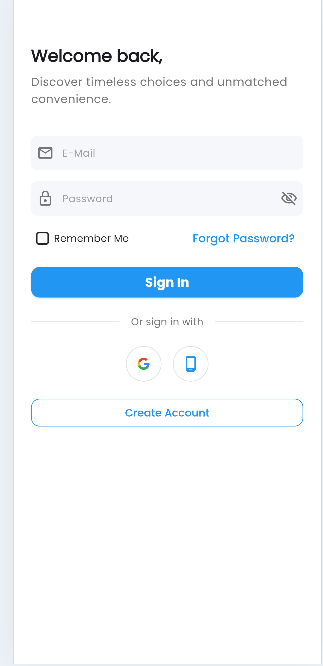 Welcome back,
Discover timeless choices and unmatched
convenience.
E-Mail
Password
Remember Me
Forgot Password?
Sign In
Or sign in with
Create Account